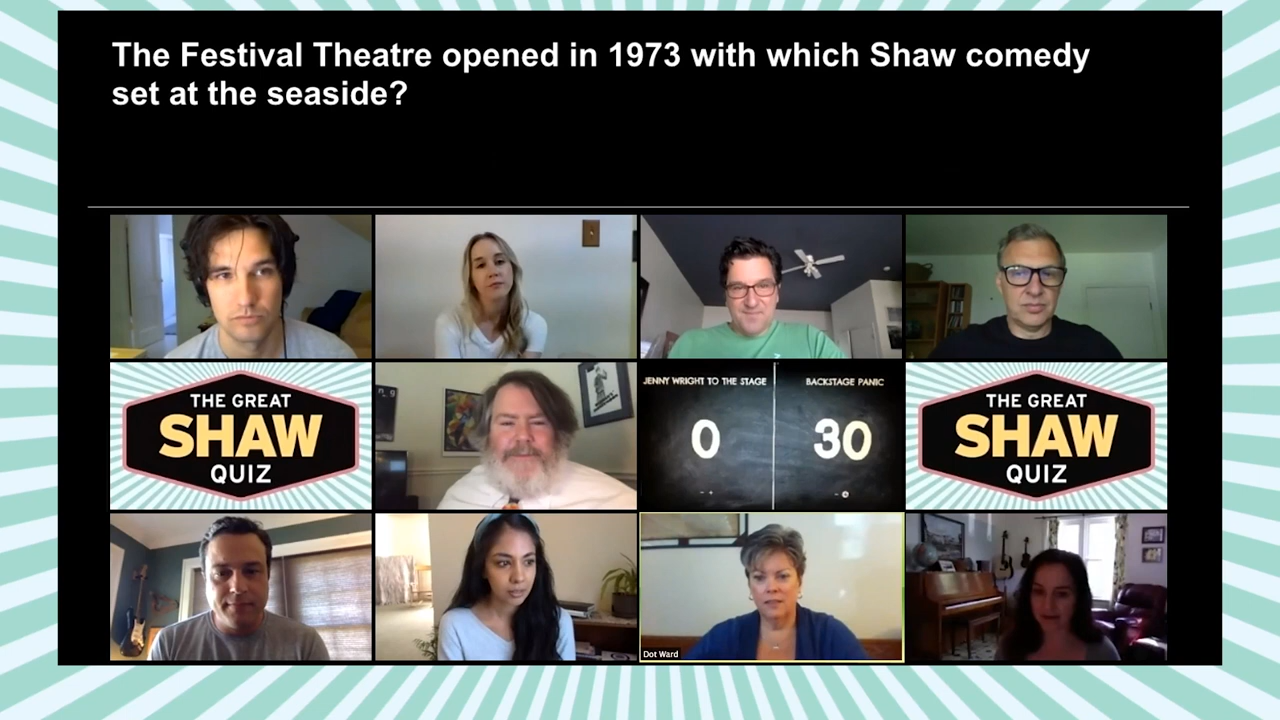 The Festival Theatre opened in 1973 with which Shaw comedy
set at the seaside?
THE GREAT
SHAW
QUIZ
JENNY WRIGHT TO THE STAGE
BACKSTAGE PANIC
0
30
THE GREAT
SHAW
QUIZ
Dot Ward